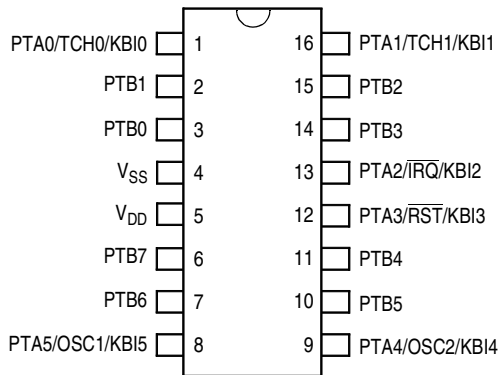 PTA0/TCH0/KBI0 1 16 PTA1/TCH1/KBI1
PTB1 2 15 PTB2
PTB0 3 14 PTB3
VSS 4 13 PTA2/IRQ/KBI2
VDD 5 12 PTA3/RST/KBI3
PTB7 6 11 PTB4
PTB6 7 10 PTB5
PTA5/OSC1/KBI5 8 9 PTA4/OSC2/KBI4